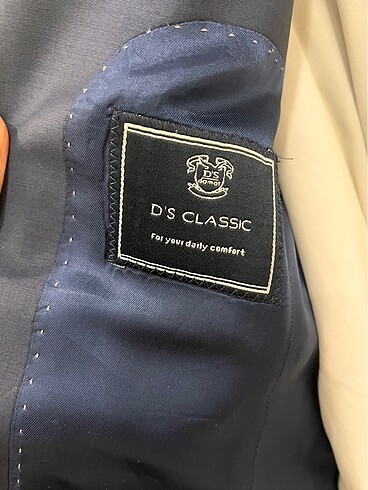 D'S
damat
D'S CLASSIC
For your daily comfort